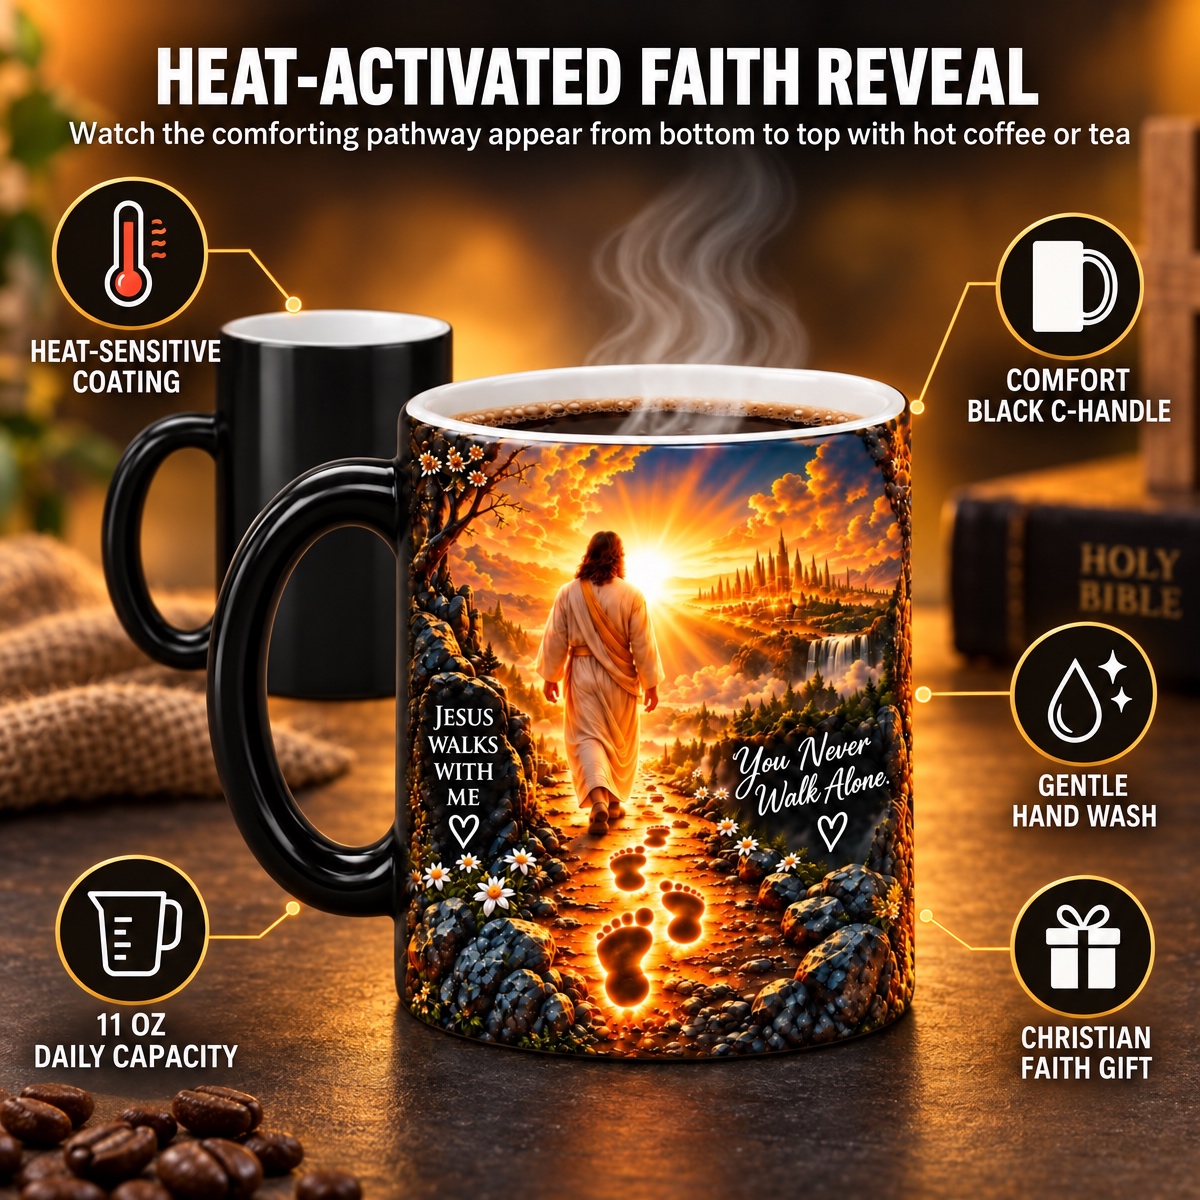 HEAT-ACTIVATED FAITH REVEAL
Watch the comforting pathway appear from bottom to top with hot coffee or tea
HEAT-SENSITIVE
COATING
COMFORT
BLACK C-HANDLE
HOLY
BIBLE
JESUS
WALKS
WITH
ME
You Never
Walk Alone.
GENTLE
HAND WASH
11 OZ
DAILY CAPACITY
CHRISTIAN
FAITH GIFT